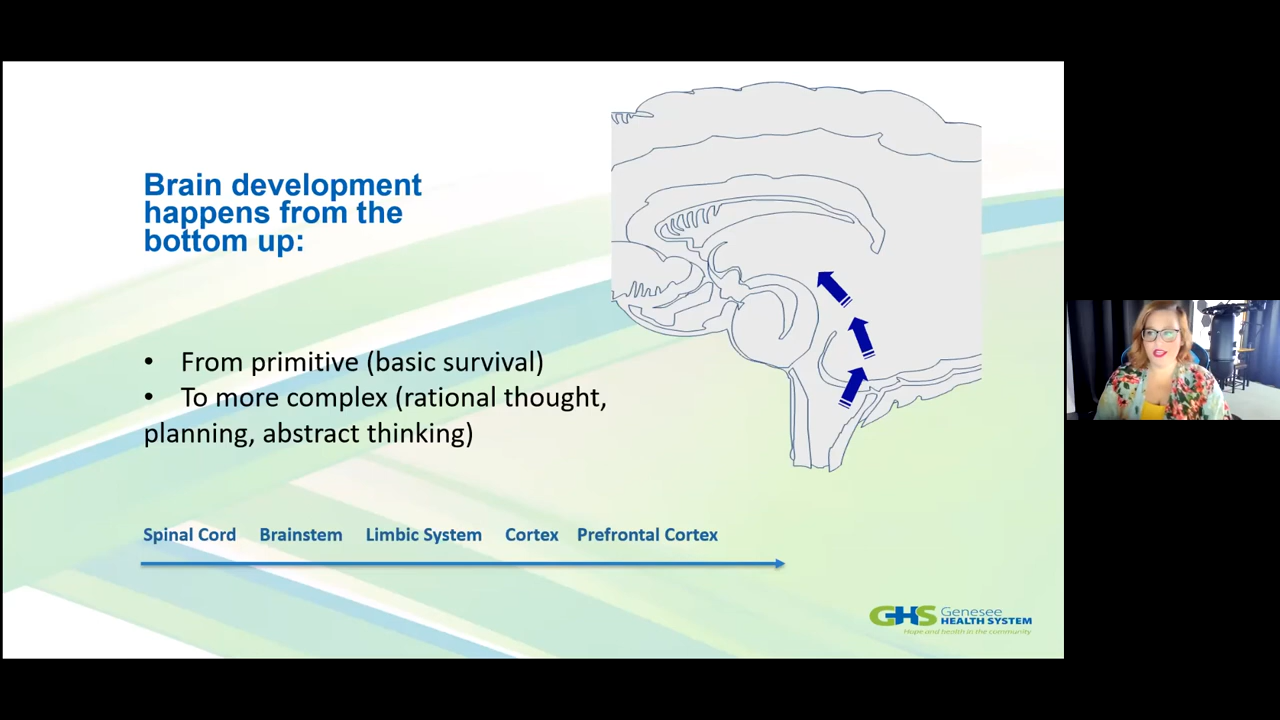 Brain development
happens from the
bottom up:
• From primitive (basic survival)
• To more complex (rational thought,
planning, abstract thinking)
Spinal Cord Brainstem Limbic System Cortex Prefrontal Cortex
GHS Genesee
HEALTH SYSTEM
Hope and health in the community